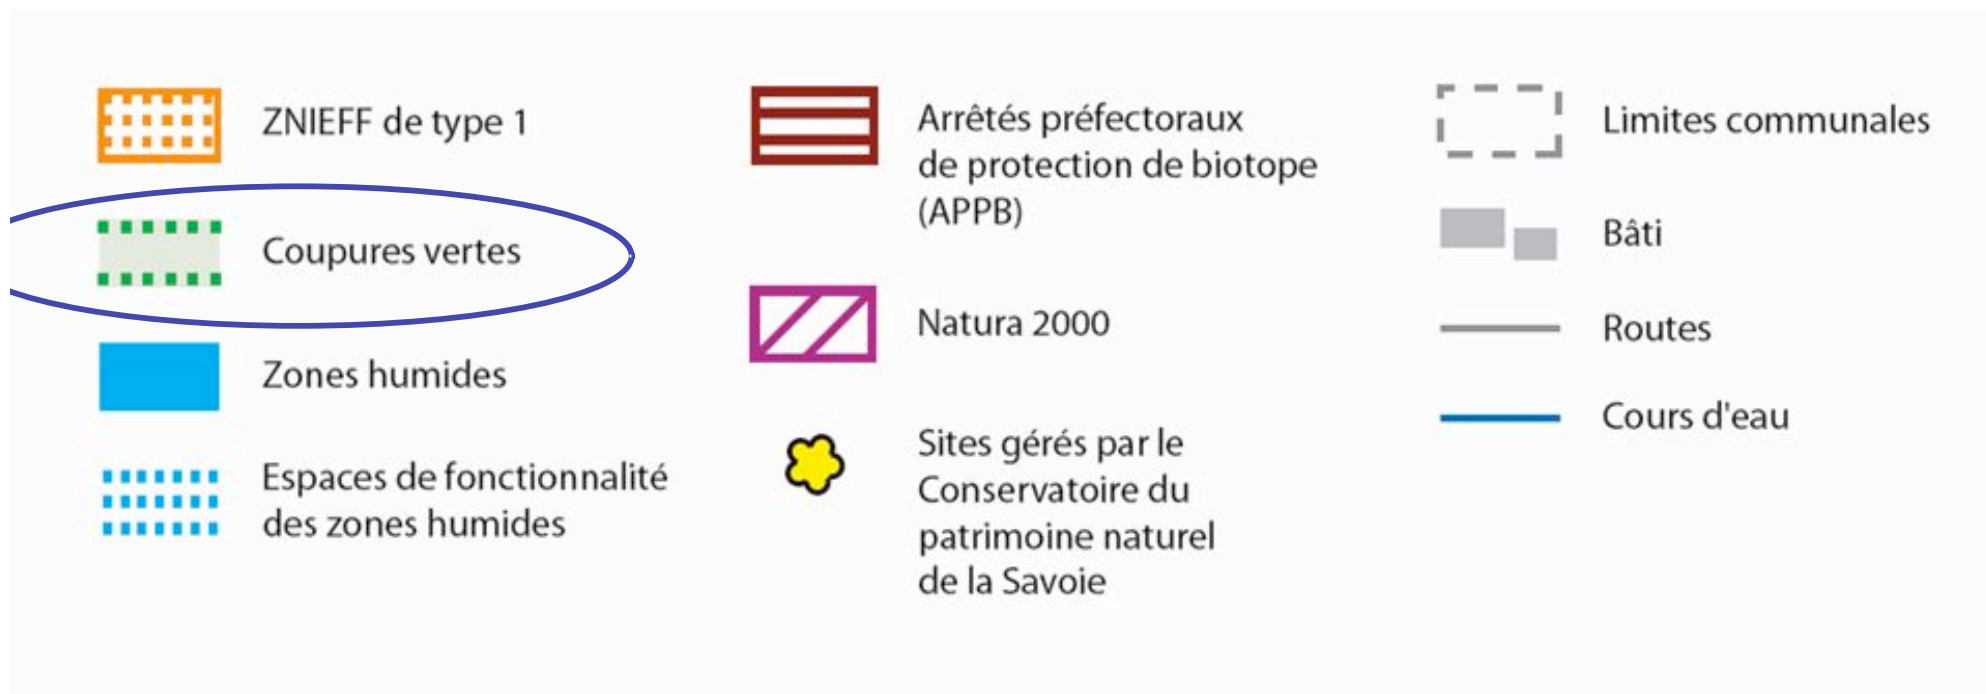 ZNIEFF de type 1
Coupures vertes
Zones humides
Espaces de fonctionnalité
des zones humides
Arrêtés préfectoraux
de protection de biotope
(APPB)
Natura 2000
Sites gérés par le
Conservatoire du
patrimoine naturel
de la Savoie
Limites communales
Bâti
Routes
Cours d'eau